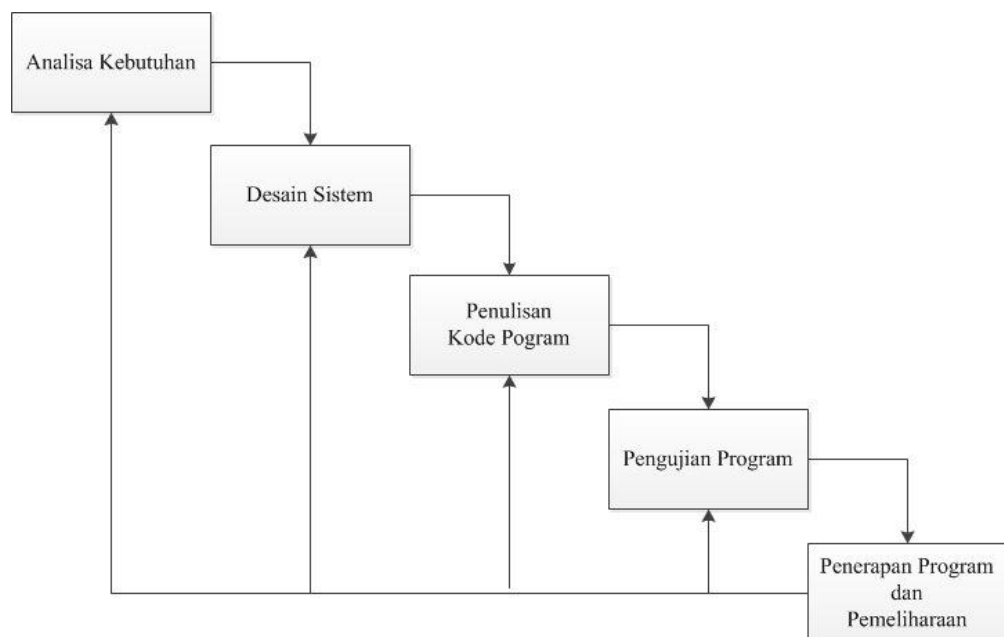 Analisa Kebutuhan
Desain Sistem
Penulisan
Kode Pogram
Pengujian Program
Penerapan Program
dan
Pemeliharaan